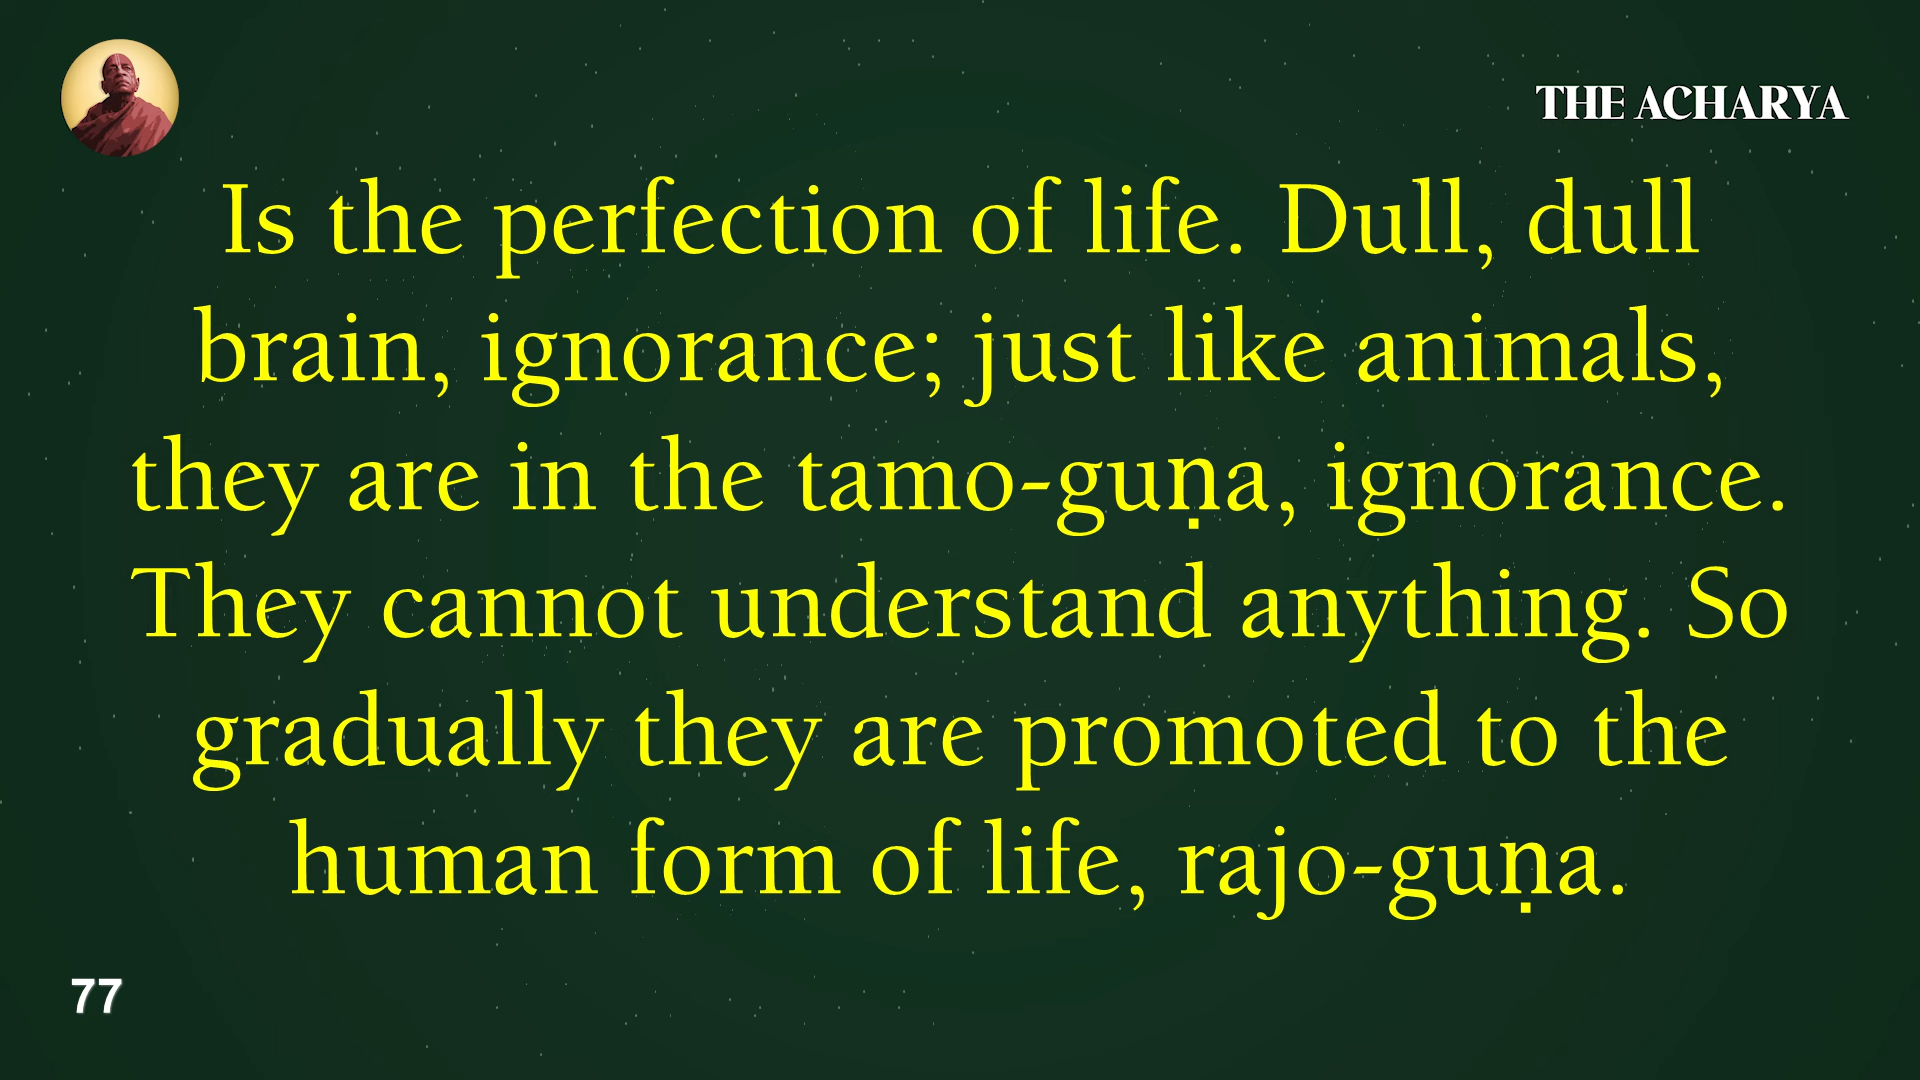 THE ACHARYA
Is the perfection of life. Dull, dull
brain, ignorance; just like animals,
they are in the tamo-guṇa, ignorance.
They cannot understand anything. So
gradually they are promoted to the
human form of life, rajo-guṇa.
77